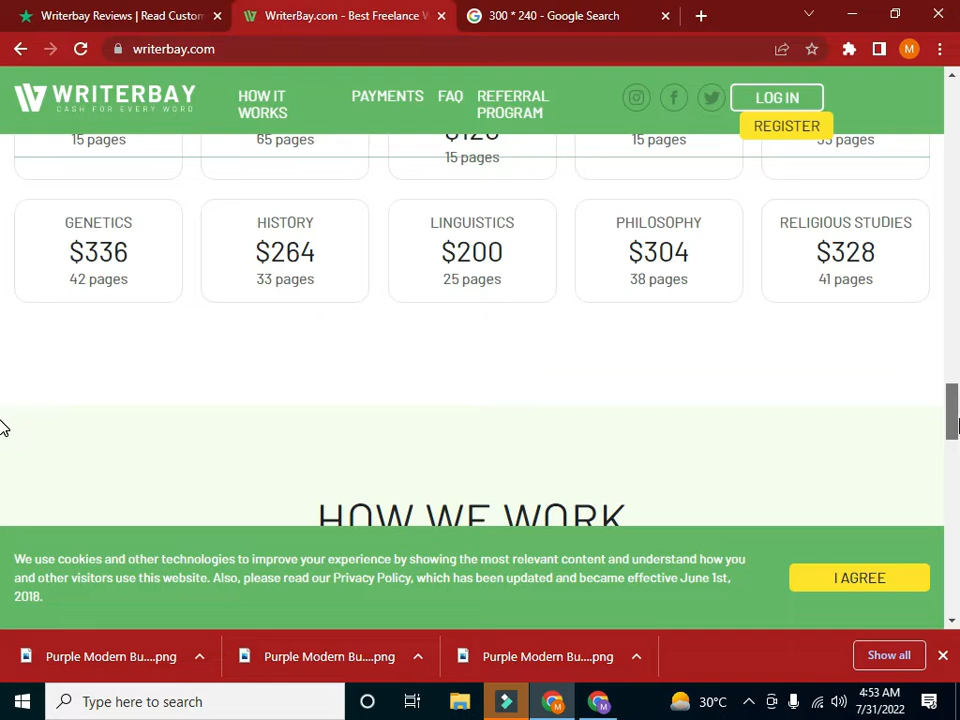 Writerbay Reviews | Read Custom
WriterBay.com - Best Freelance W
300 * 240 - Google Search
writerbay.com
M
WRITERBAY
CASH FOR EVERY WORD
HOW IT
WORKS
PAYMENTS
FAQ
REFERRAL
PROGRAM
LOG IN
REGISTER
15 pages
65 pages
$120
15 pages
15 pages
55 pages
GENETICS
$336
42 pages
HISTORY
$264
33 pages
LINGUISTICS
$200
25 pages
PHILOSOPHY
$304
38 pages
RELIGIOUS STUDIES
$328
41 pages
HOW WE WORK
We use cookies and other technologies to improve your experience by showing the most relevant content and understand how you
and other visitors use this website. Also, please read our Privacy Policy, which has been updated and became effective June 1st,
2018.
I AGREE
Purple Modern Bu....png
Purple Modern Bu....png
Purple Modern Bu....png
Show all
Type here to search
30°C
4:53 AM
7/31/2022